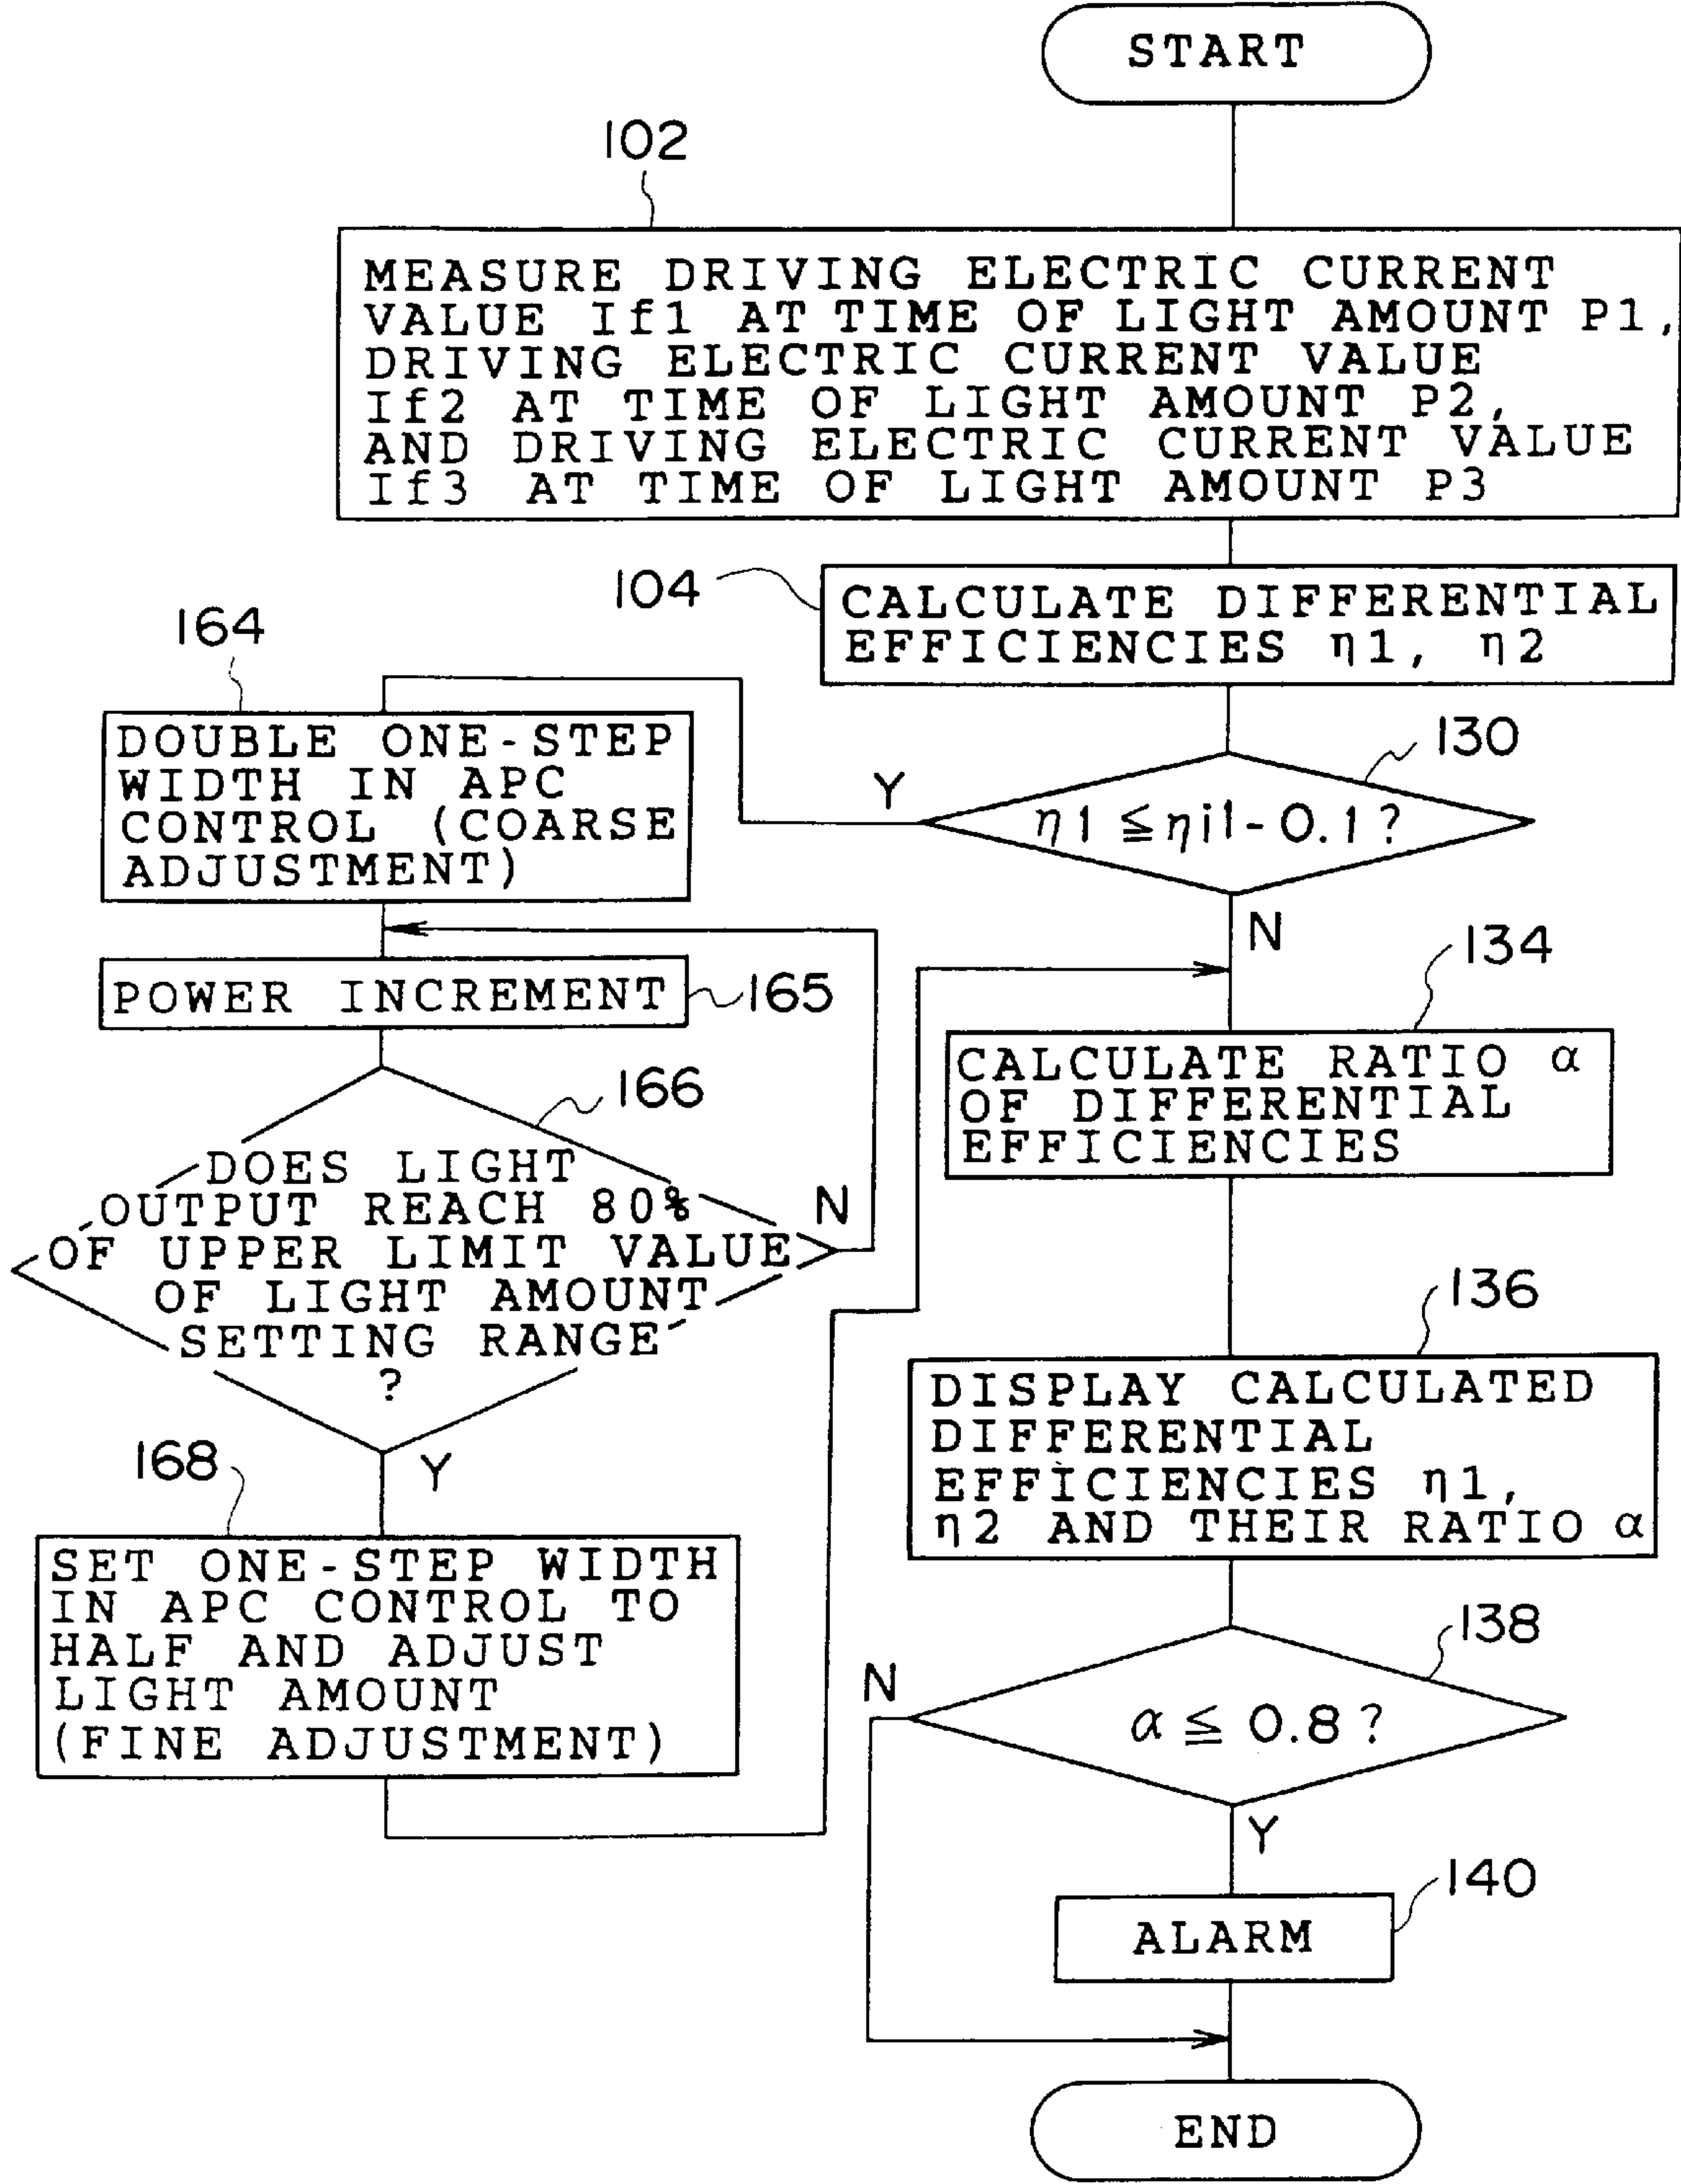 START
102
MEASURE DRIVING ELECTRIC CURRENT
VALUE If1 AT TIME OF LIGHT AMOUNT P1,
DRIVING ELECTRIC CURRENT VALUE
If2 AT TIME OF LIGHT AMOUNT P2,
AND DRIVING ELECTRIC CURRENT VALUE
If3 AT TIME OF LIGHT AMOUNT P3
104
CALCULATE DIFFERENTIAL
EFFICIENCIES η1, η2
130
η1 ≦ ηi1 - 0.1 ?
Y
N
164
DOUBLE ONE-STEP
WIDTH IN APC
CONTROL (COARSE
ADJUSTMENT)
POWER INCREMENT
165
166
DOES LIGHT
OUTPUT REACH 80%
OF UPPER LIMIT VALUE
OF LIGHT AMOUNT
SETTING RANGE
?
N
Y
168
SET ONE-STEP WIDTH
IN APC CONTROL TO
HALF AND ADJUST
LIGHT AMOUNT
(FINE ADJUSTMENT)
134
CALCULATE RATIO α
OF DIFFERENTIAL
EFFICIENCIES
136
DISPLAY CALCULATED
DIFFERENTIAL
EFFICIENCIES η1,
η2 AND THEIR RATIO α
138
α ≦ 0.8 ?
N
Y
140
ALARM
END